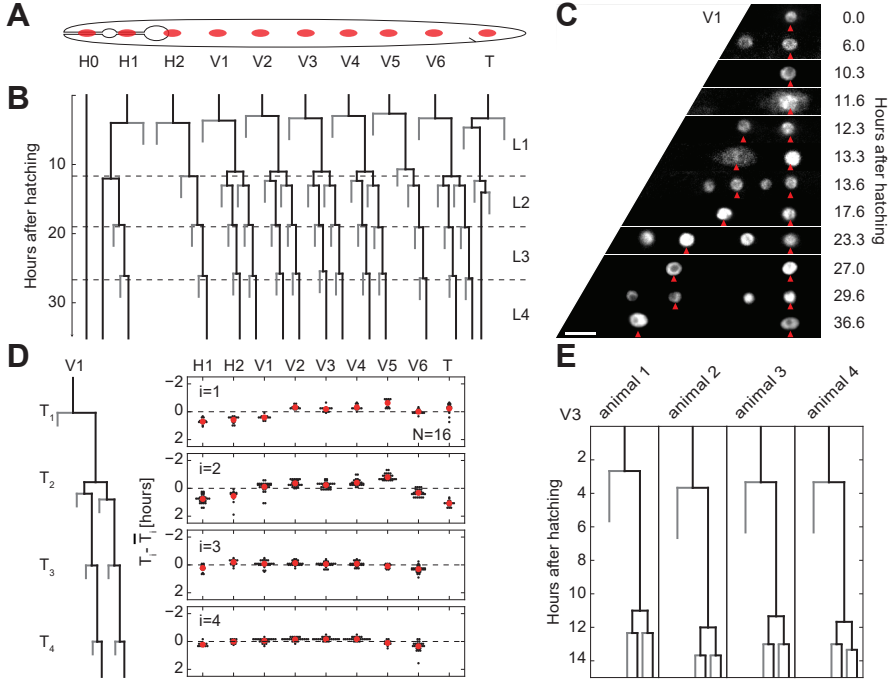 A
H0 H1 H2 V1 V2 V3 V4 V5 V6 T
B
Hours after hatching
10
20
30
L1
L2
L3
L4
C
V1
0.0
6.0
10.3
11.6
12.3
13.3
13.6
17.6
23.3
27.0
29.6
36.6
Hours after hatching
D
V1
T1
T2
T3
T4
H1 H2 V1 V2 V3 V4 V5 V6 T
Ti - T̅i [hours]
−2
0
2
i=1
N=16
−2
0
2
i=2
−2
0
2
i=3
−2
0
2
i=4
E
V3
animal 1 animal 2 animal 3 animal 4
Hours after hatching
2
4
6
8
10
12
14